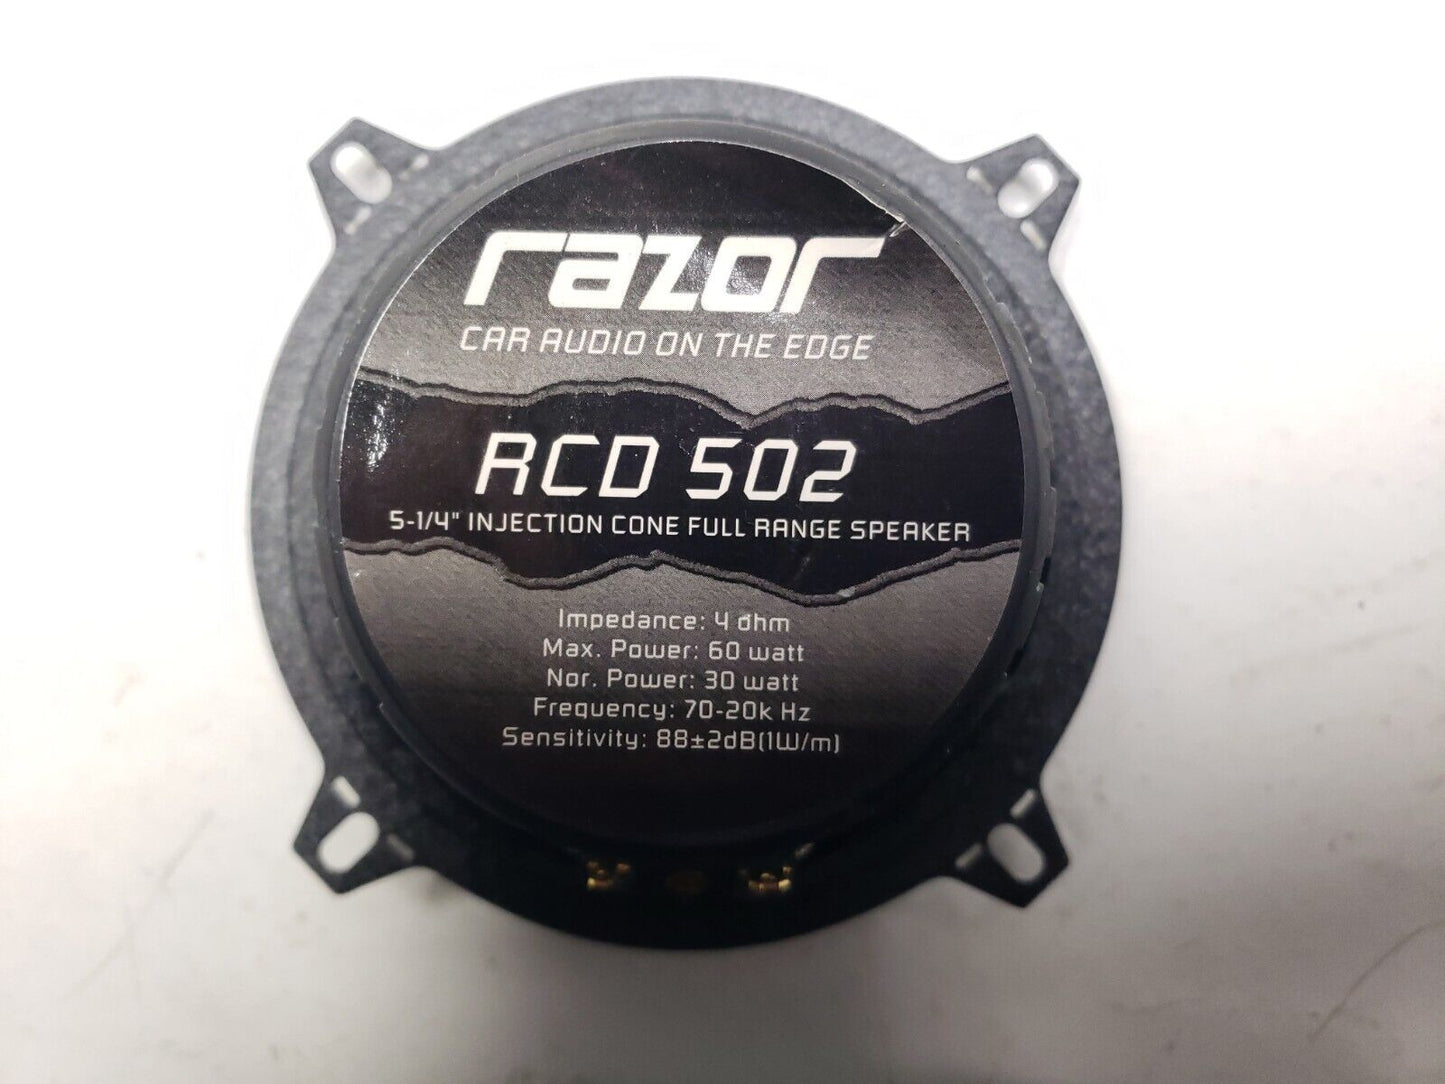 razor
CAR AUDIO ON THE EDGE
RCD 502
5-1/4" INJECTION CONE FULL RANGE SPEAKER
Impedance: 4 ohm
Max. Power: 60 watt
Nor. Power: 30 watt
Frequency: 70-20k Hz
Sensitivity: 88±2dB(1W/m)